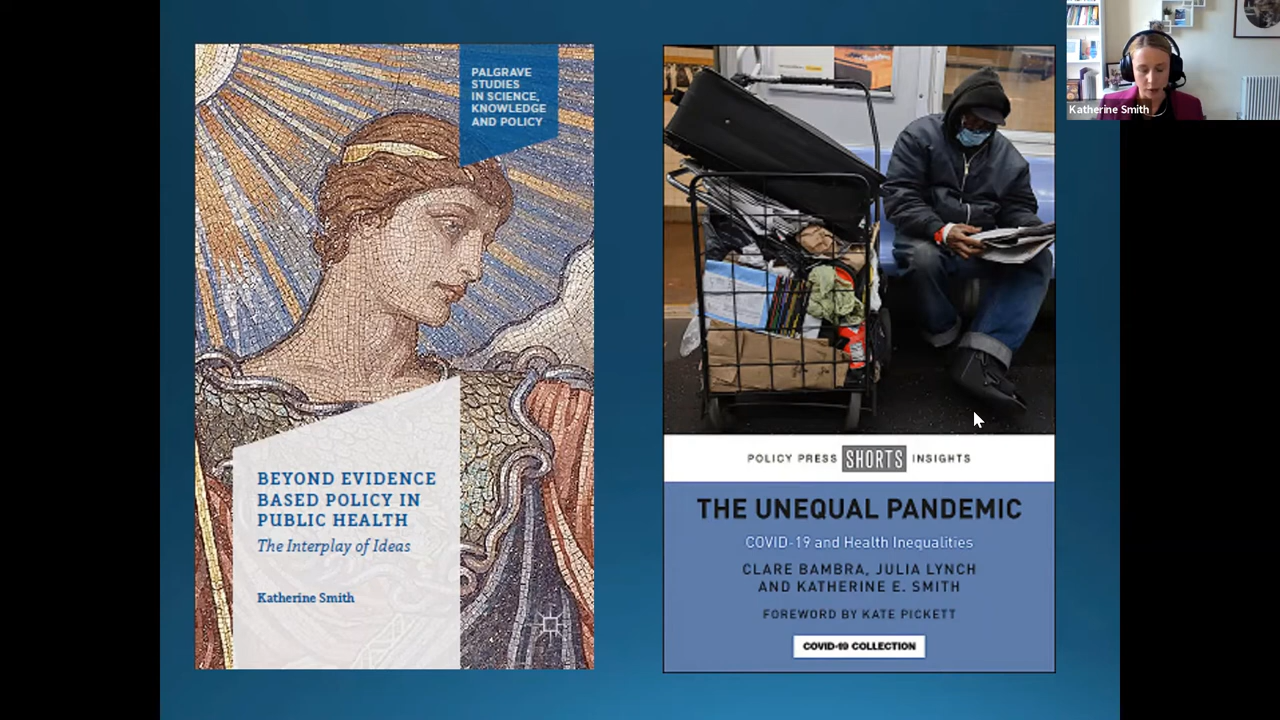 PALGRAVE
STUDIES
IN SCIENCE,
KNOWLEDGE
AND POLICY
BEYOND EVIDENCE
BASED POLICY IN
PUBLIC HEALTH
The Interplay of Ideas
Katherine Smith
POLICY PRESS SHORTS INSIGHTS
THE UNEQUAL PANDEMIC
COVID-19 and Health Inequalities
CLARE BAMBRA, JULIA LYNCH
AND KATHERINE E. SMITH
FOREWORD BY KATE PICKETT
COVID-19 COLLECTION
Katherine Smith